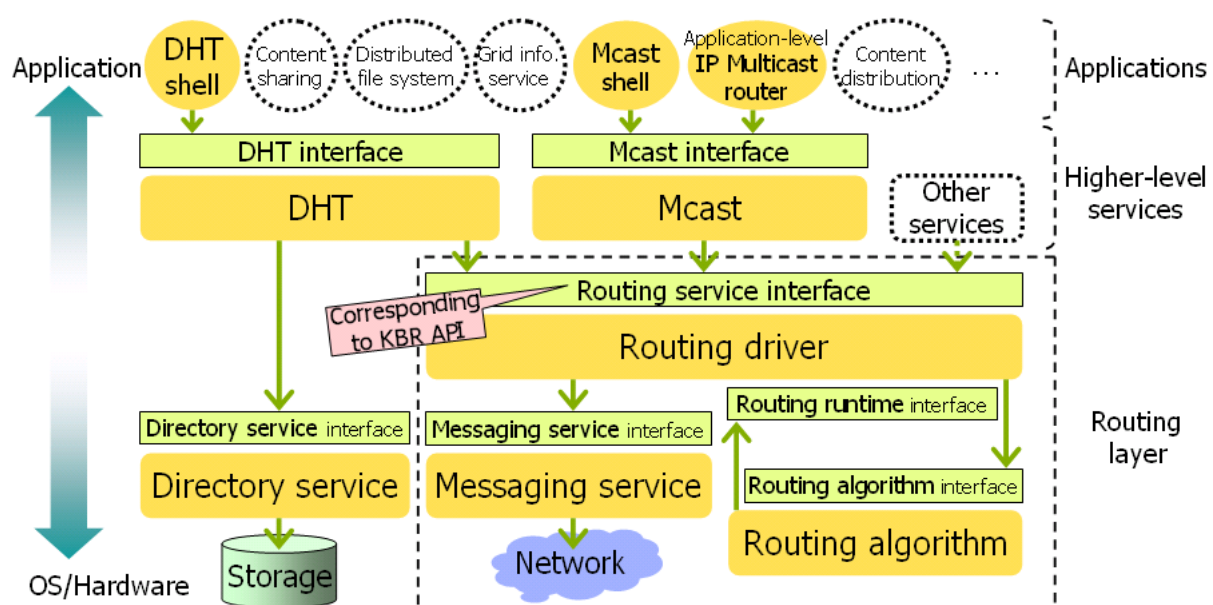 Application
DHT
shell
Content
sharing
Distributed
file system
Grid info.
service
Mcast
shell
Application-level
IP Multicast
router
Content
distribution
...
Applications
DHT interface
Mcast interface
DHT
Mcast
Other
services
Higher-level
services
Routing service interface
Corresponding
to KBR API
Routing driver
Routing runtime interface
Directory service interface
Messaging service interface
Routing
layer
Directory service
Messaging service
Routing algorithm interface
Routing algorithm
Storage
Network
OS/Hardware